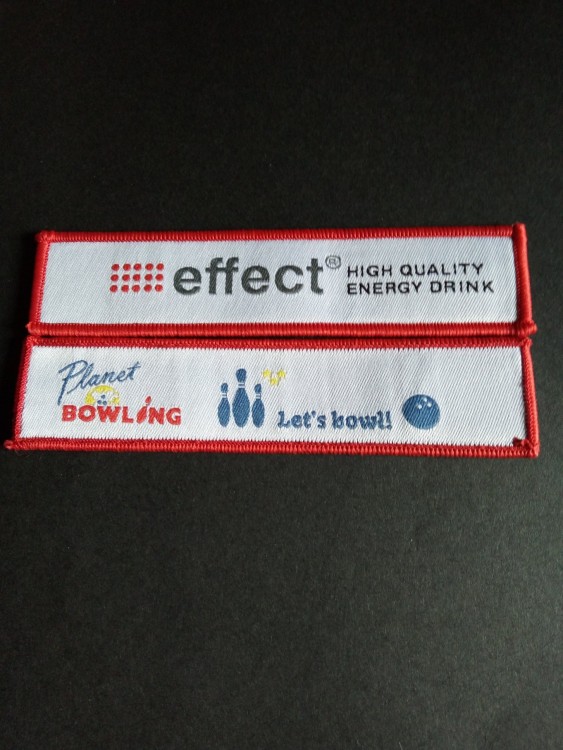 effect® HIGH QUALITY
ENERGY DRINK
Planet
BOWLING
Let's bowl!